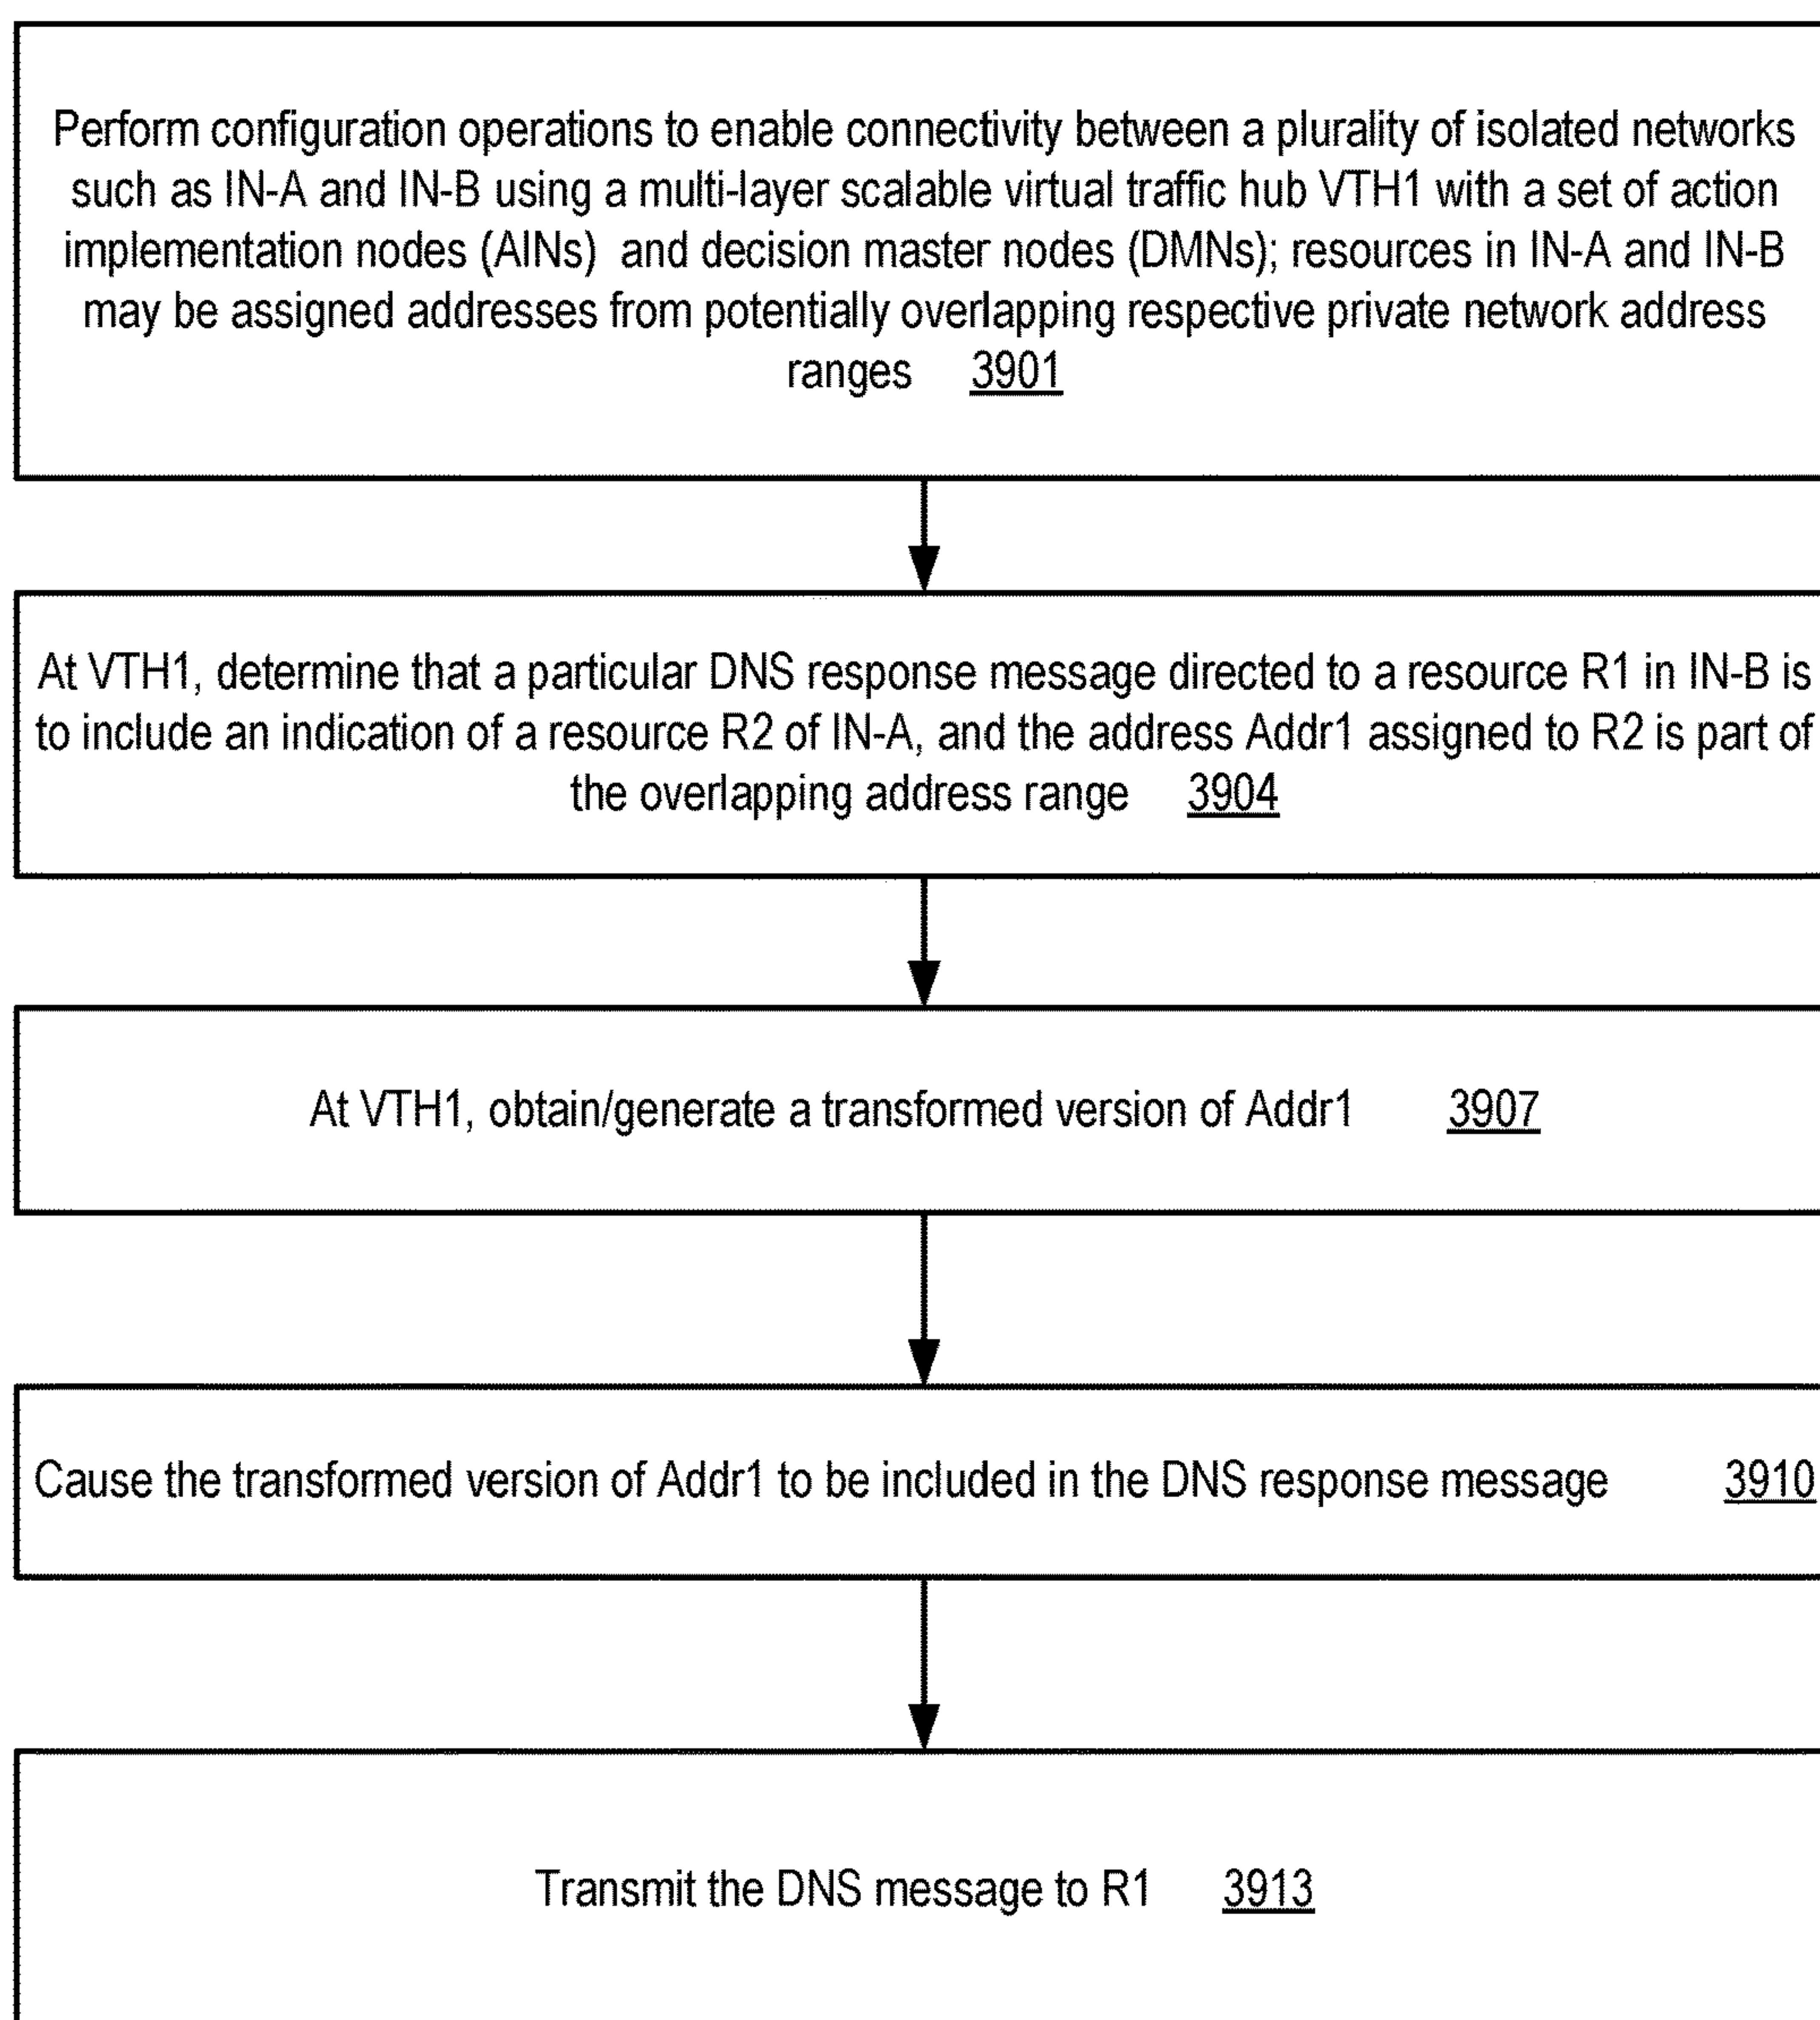 Perform configuration operations to enable connectivity between a plurality of isolated networks
such as IN-A and IN-B using a multi-layer scalable virtual traffic hub VTH1 with a set of action
implementation nodes (AINs) and decision master nodes (DMNs); resources in IN-A and IN-B
may be assigned addresses from potentially overlapping respective private network address
ranges 3901
At VTH1, determine that a particular DNS response message directed to a resource R1 in IN-B is
to include an indication of a resource R2 of IN-A, and the address Addr1 assigned to R2 is part of
the overlapping address range 3904
At VTH1, obtain/generate a transformed version of Addr1 3907
Cause the transformed version of Addr1 to be included in the DNS response message 3910
Transmit the DNS message to R1 3913